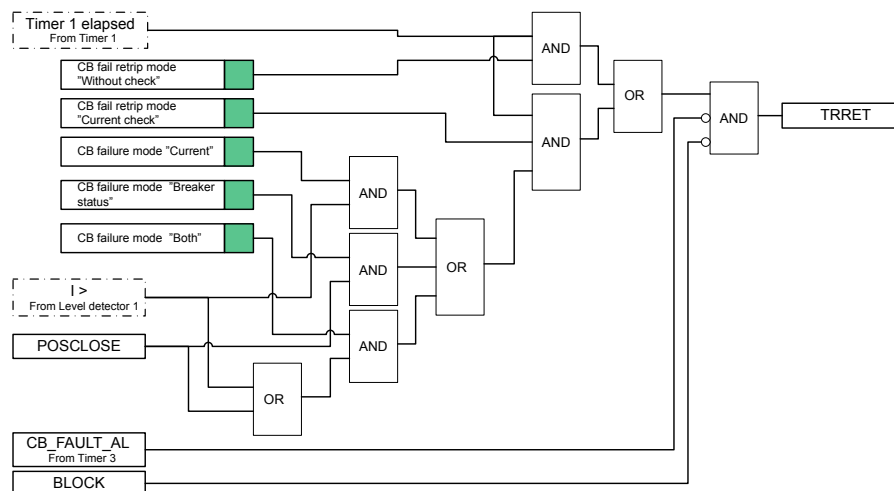 Timer 1 elapsed
From Timer 1
CB fail retrip mode
”Without check”
CB fail retrip mode
”Current check”
CB failure mode ”Current”
CB failure mode ”Breaker
status”
CB failure mode ”Both”
I >
From Level detector 1
POSCLOSE
CB_FAULT_AL
From Timer 3
BLOCK
AND
AND
AND
OR
OR
AND
AND
OR
AND
TRRET